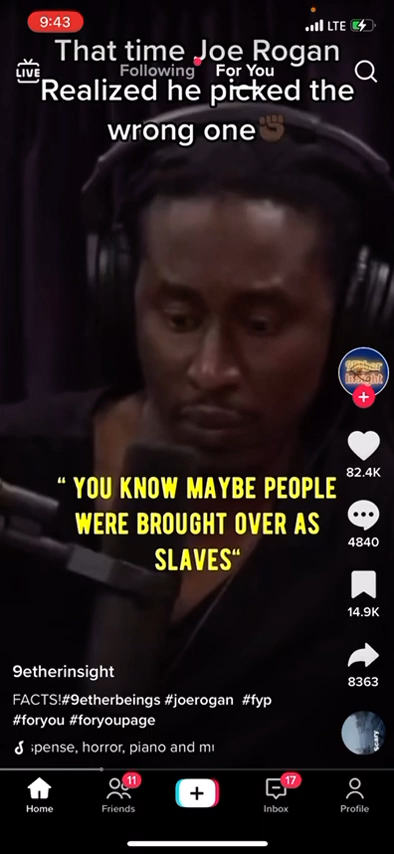 9:43
LTE
That time Joe Rogan
LIVE
Following
For You
Realized he picked the
wrong one✊🏾
82.4K
“ YOU KNOW MAYBE PEOPLE
WERE BROUGHT OVER AS
SLAVES“
4840
14.9K
8363
9etherinsight
FACTS!#9etherbeings #joerogan #fyp
#foryou #foryoupage
spense, horror, piano and mu
Home
11
Friends
17
Inbox
Profile